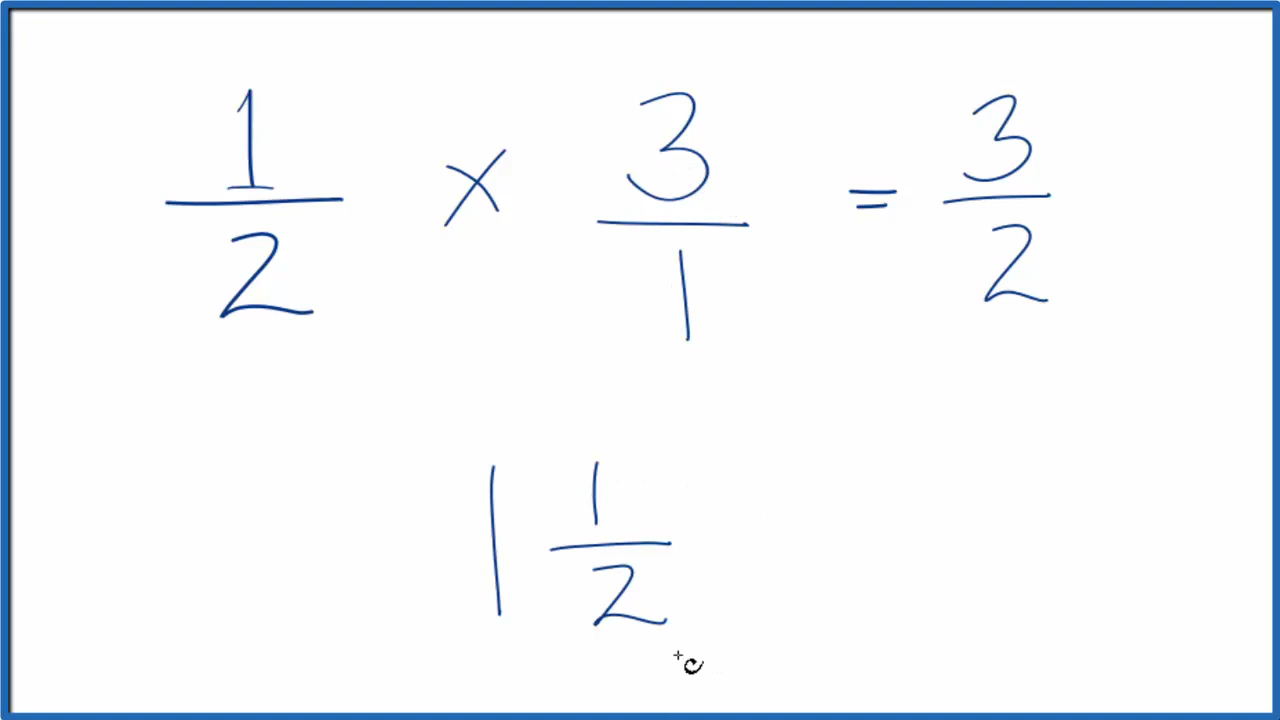 1/2 × 3/1 = 3/2
1 1/2